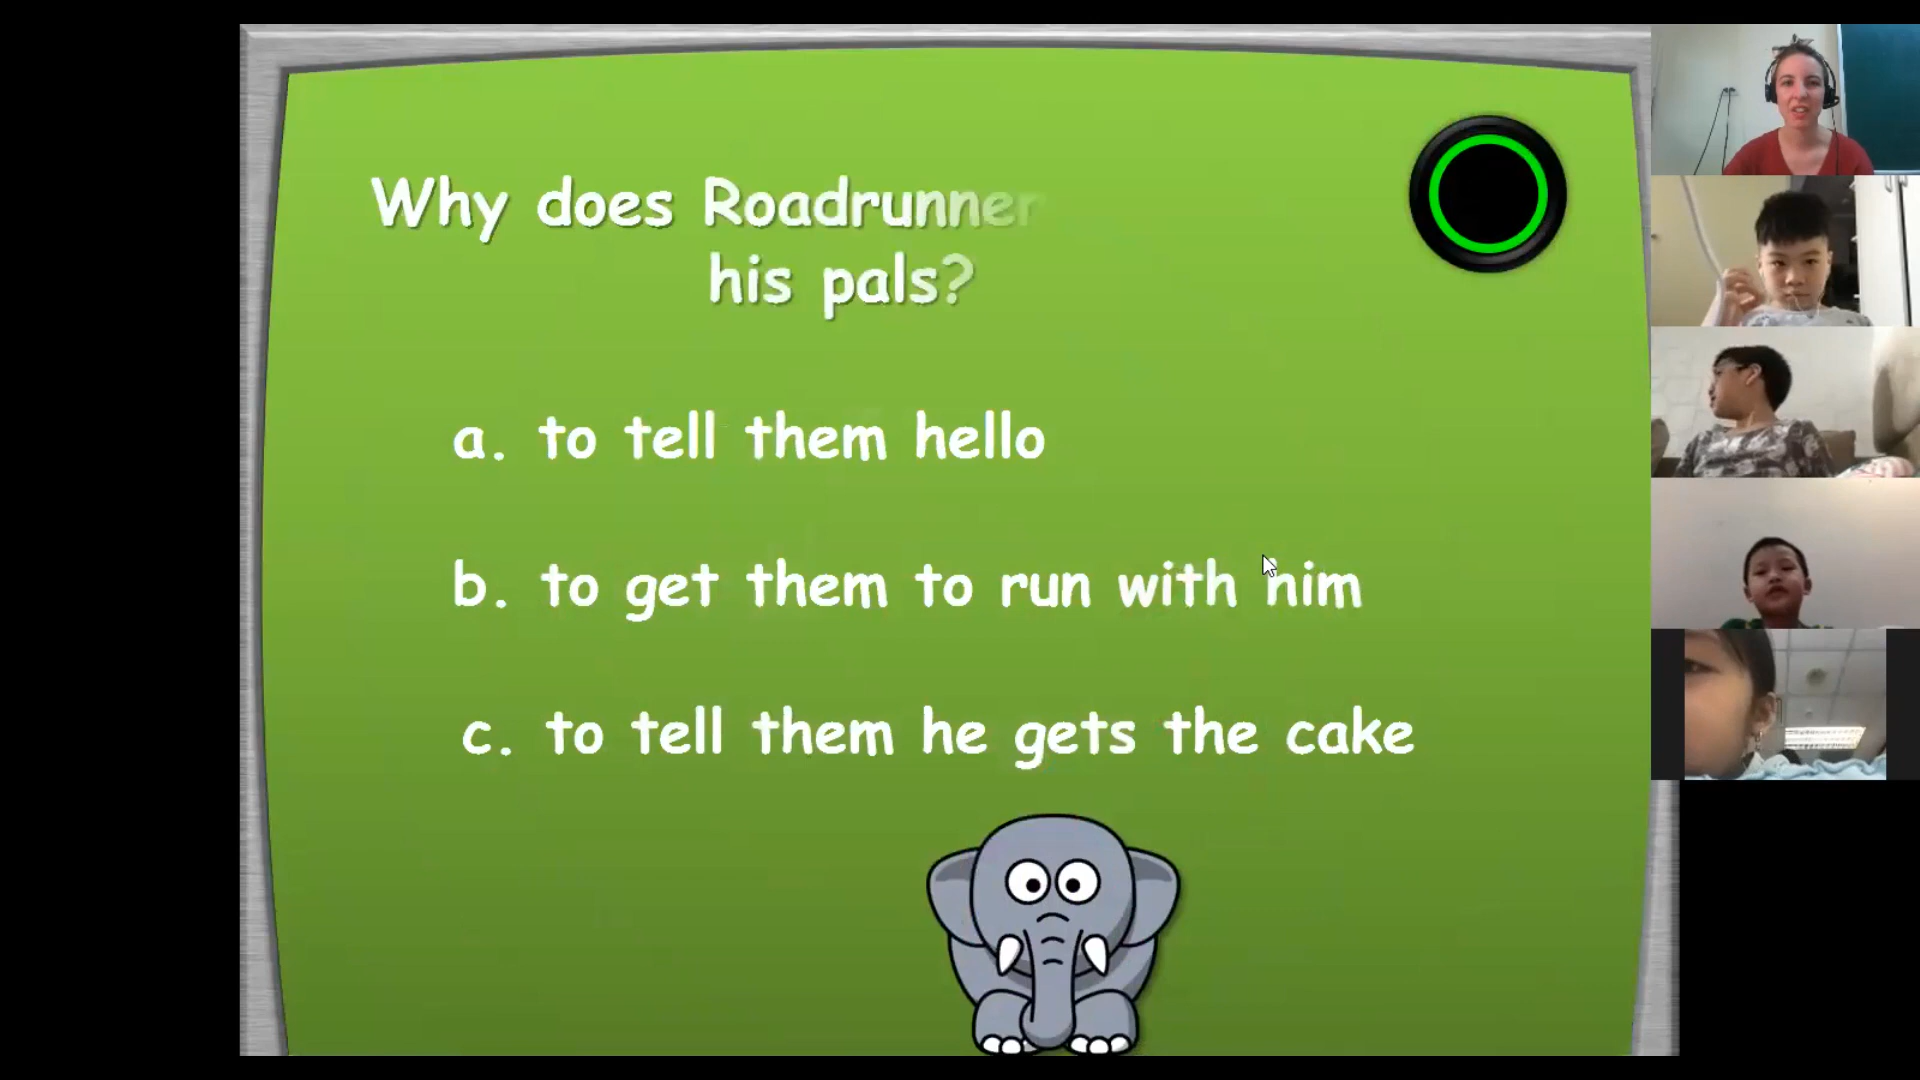 Why does Roadrunner
his pals?
a. to tell them hello
b. to get them to run with him
c. to tell them he gets the cake